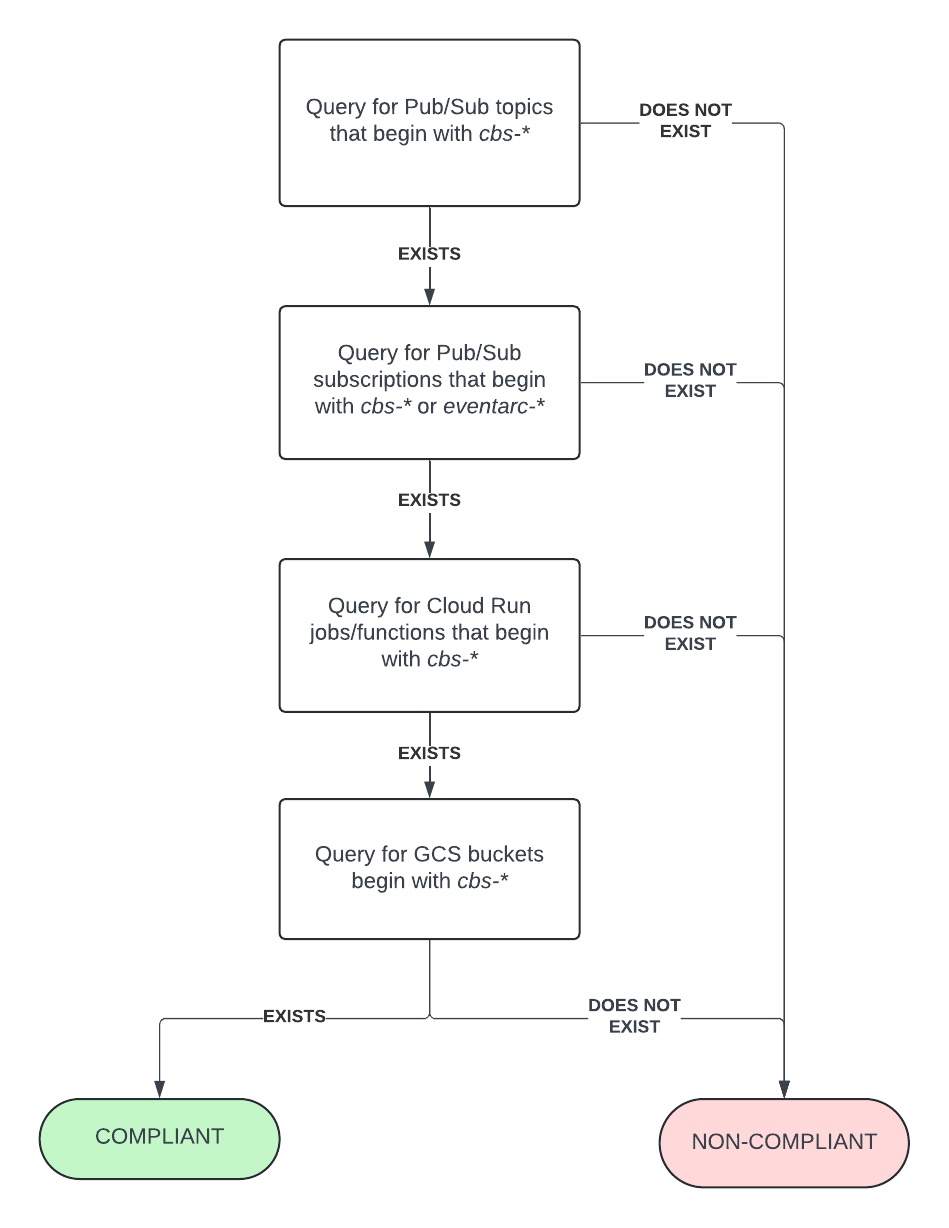 Query for Pub/Sub topics
that begin with cbs-*
DOES NOT
EXIST
EXISTS
Query for Pub/Sub
subscriptions that begin
with cbs-* or eventarc-*
DOES NOT
EXIST
EXISTS
Query for Cloud Run
jobs/functions that begin
with cbs-*
DOES NOT
EXIST
EXISTS
Query for GCS buckets
begin with cbs-*
EXISTS
DOES NOT
EXIST
COMPLIANT
NON-COMPLIANT